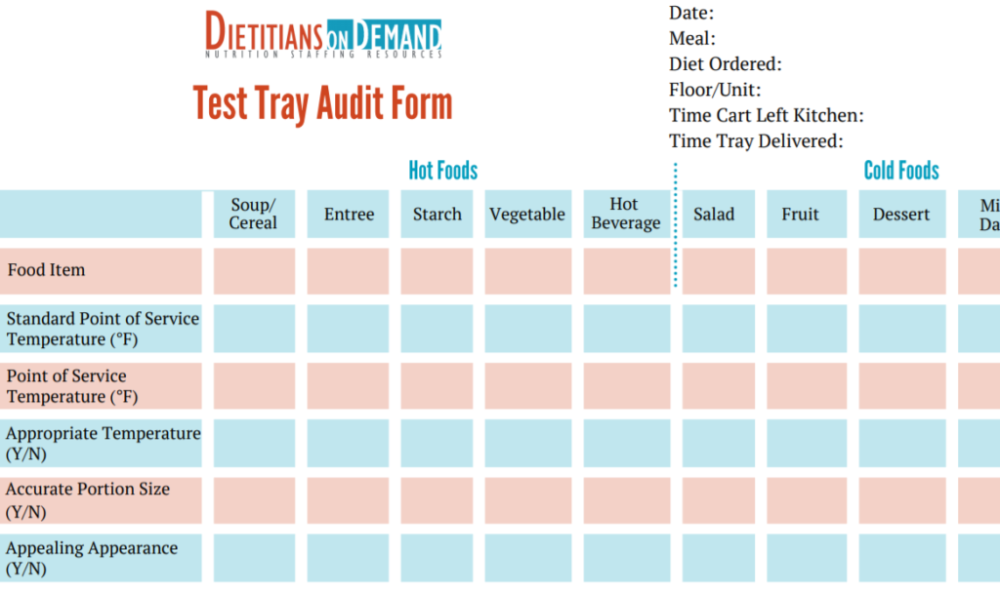 DIETITIANS ON DEMAND
NUTRITION STAFFING RESOURCES
Test Tray Audit Form
Date:
Meal:
Diet Ordered:
Floor/Unit:
Time Cart Left Kitchen:
Time Tray Delivered:
Hot Foods
Cold Foods
Soup/
Cereal
Entree
Starch
Vegetable
Hot
Beverage
Salad
Fruit
Dessert
Mi
Da
Food Item
Standard Point of Service
Temperature (°F)
Point of Service
Temperature (°F)
Appropriate Temperature
(Y/N)
Accurate Portion Size
(Y/N)
Appealing Appearance
(Y/N)